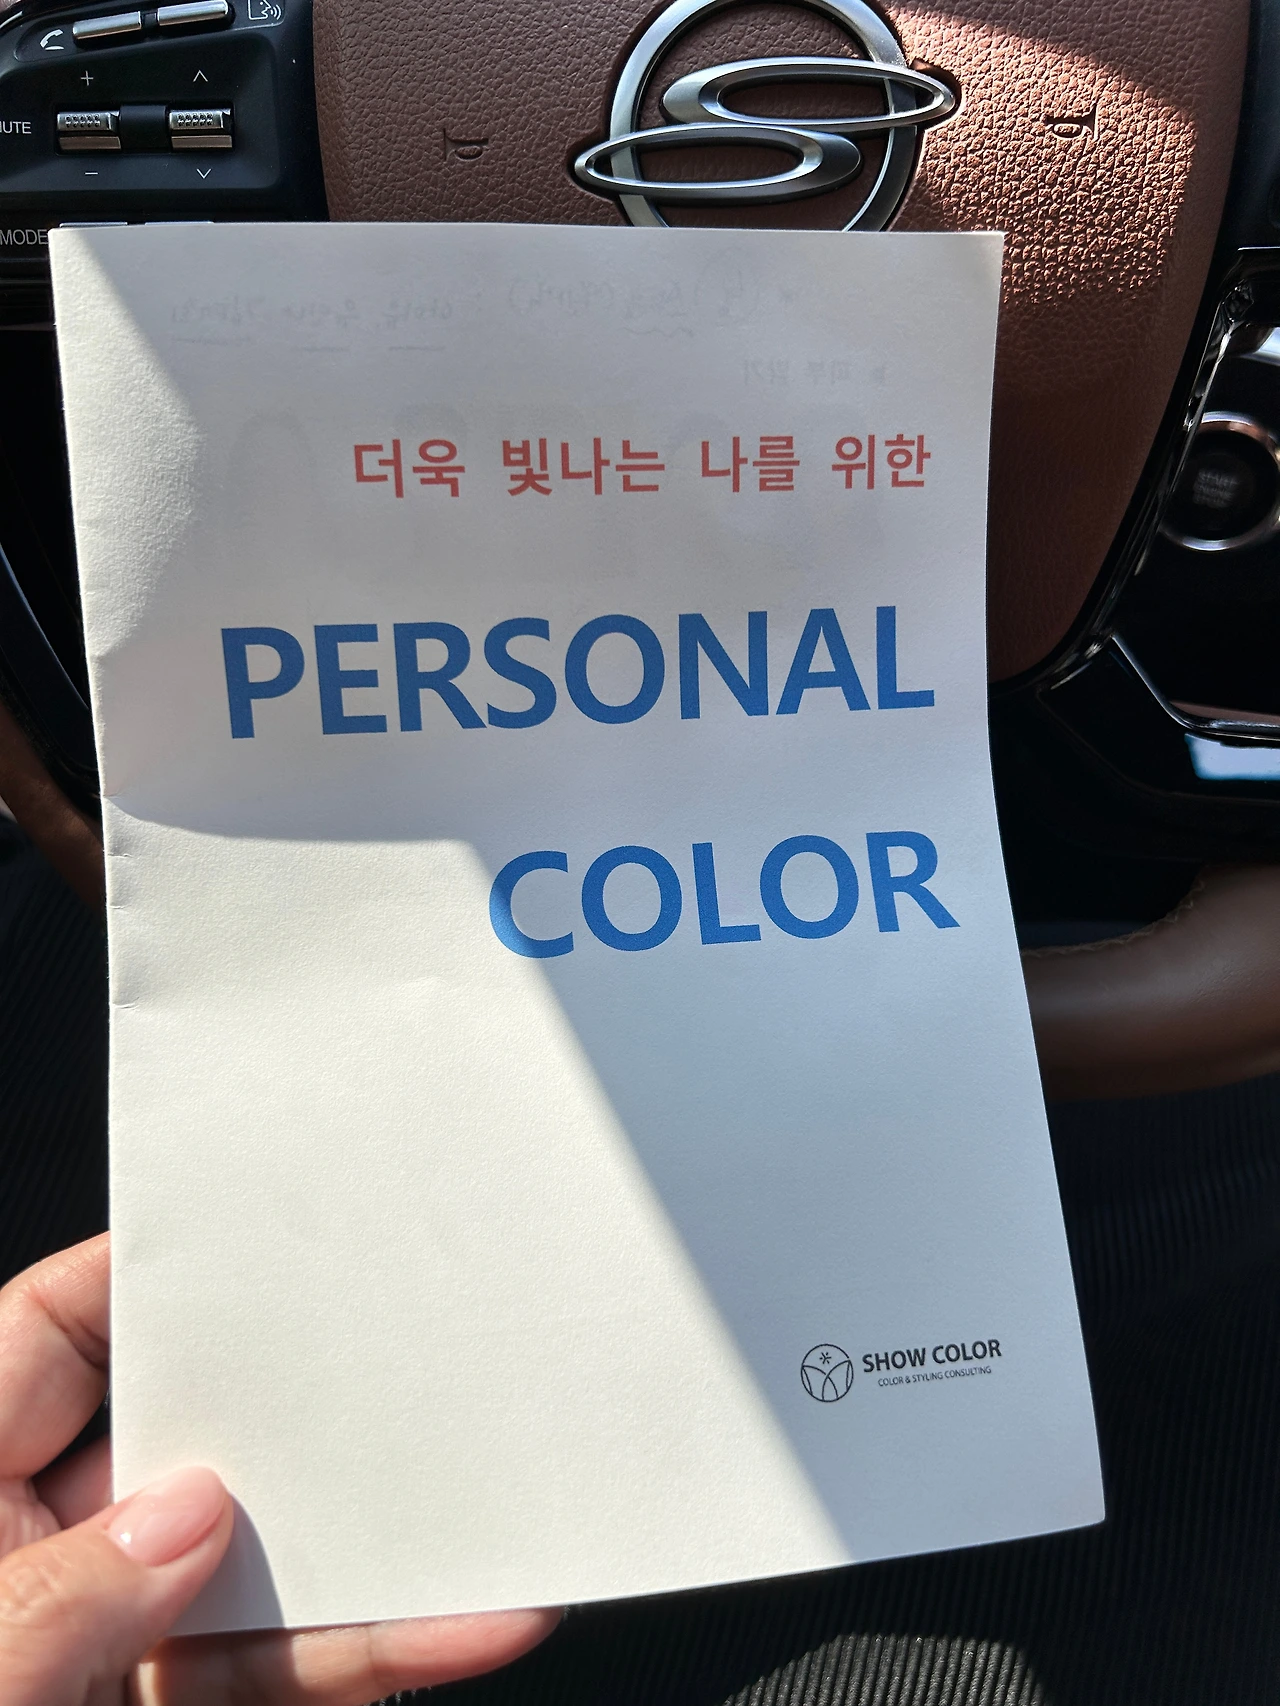 MODE
더욱 빛나는 나를 위한
PERSONAL
COLOR
SHOW COLOR
COLOR & STYLING CONSULTING